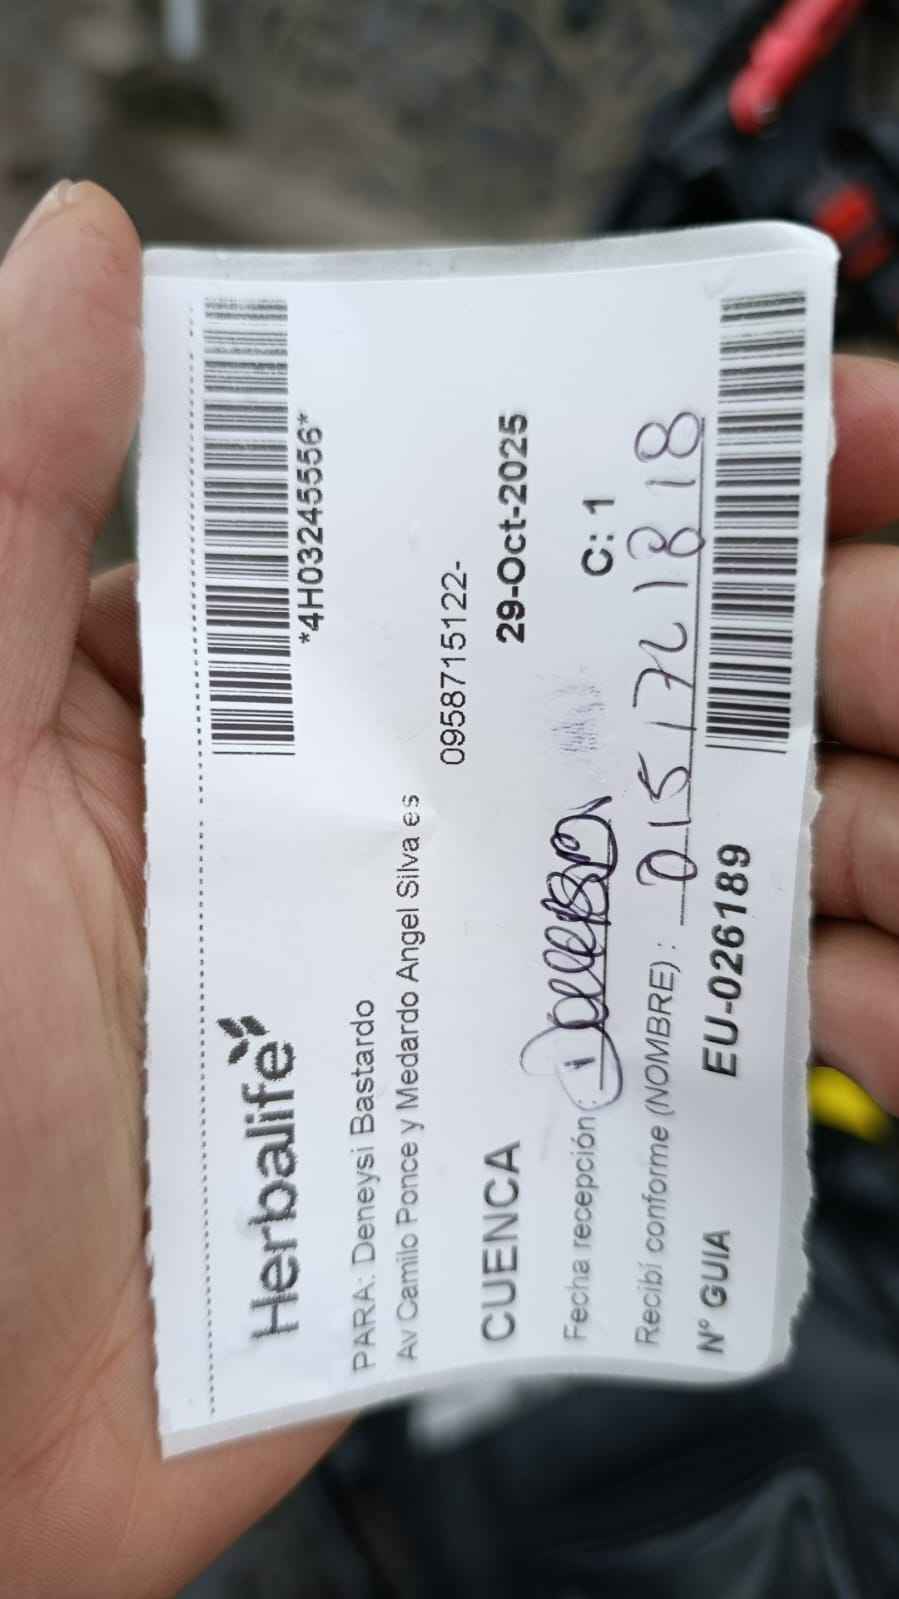 *4H03245556*
Herbalife
PARA: Deneysi Bastardo
Av Camilo Ponce y Medardo Angel Silva es
0958715122-
CUENCA 29-Oct-2025
Fecha recepción :
C: 1
Recibí conforme (NOMBRE) : 0151721818
Nº GUIA EU-026189